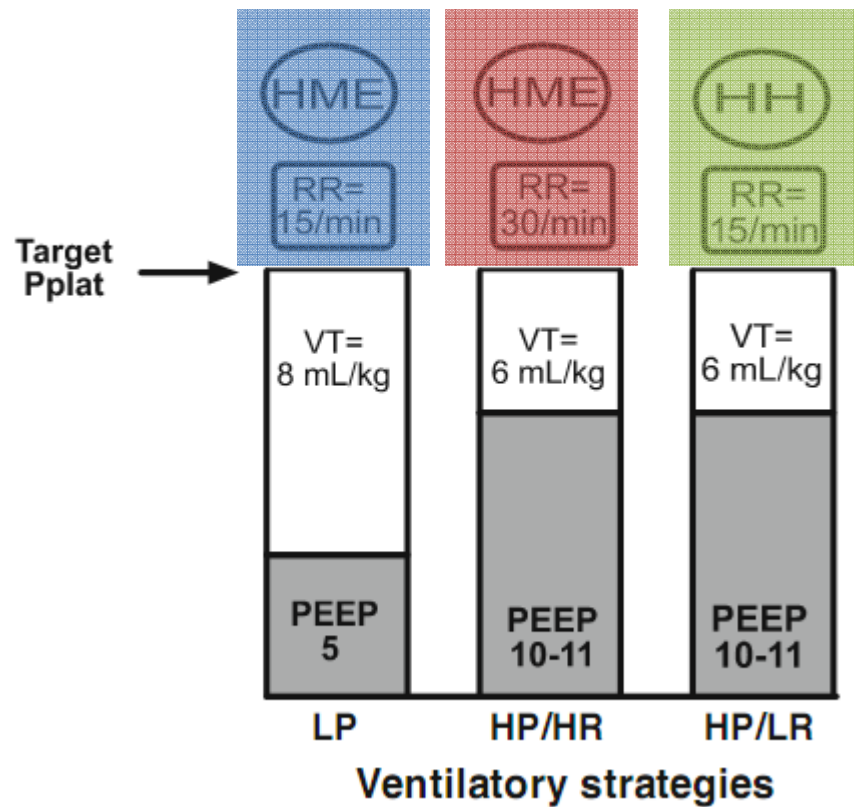 HME
HME
HH
RR=
15/min
RR=
30/min
RR=
15/min
Target
Pplat
VT=
8 mL/kg
VT=
6 mL/kg
VT=
6 mL/kg
PEEP
5
PEEP
10-11
PEEP
10-11
LP
HP/HR
HP/LR
Ventilatory strategies